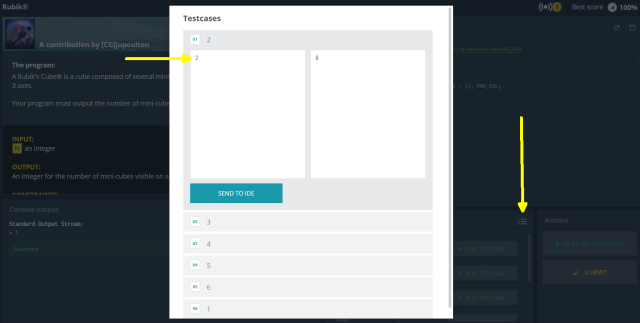 Rubik®
1
Best score
100%
A contribution by [CG]jupoulton
The program:
A Rubik's Cube® is a cube composed of several mini
3 axes.
Your program must output the number of mini-cubes
INPUT:
N an integer.
OUTPUT:
An integer for the number of mini-cubes visible on a
Console output
Standard Output Stream:
Success
Testcases
01 2
2
8
SEND TO IDE
02 3
03 4
04 5
05 6
06 1
Actions
PLAY TESTCASE
PLAY TESTCASE
PLAY TESTCASE
PLAY ALL TESTCASES
SUBMIT